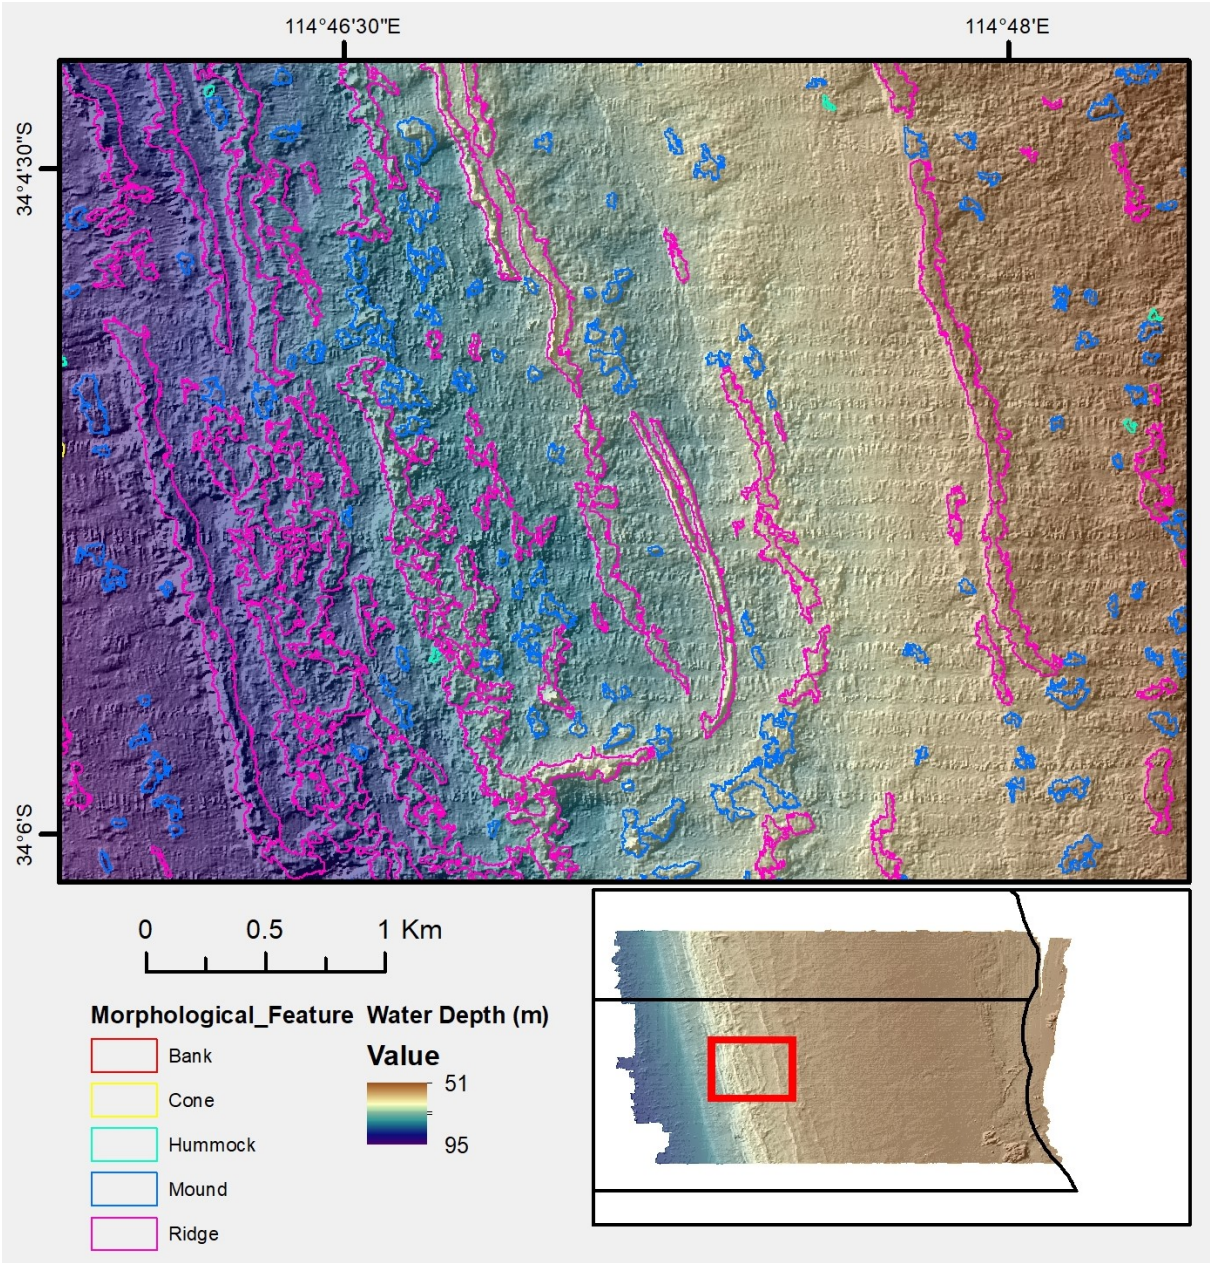 114°46'30"E 114°48'E
34°4'30"S
34°6'S
0 0.5 1 Km
Morphological_Feature Water Depth (m)
Value
Bank
51
Cone
95
Hummock
Mound
Ridge